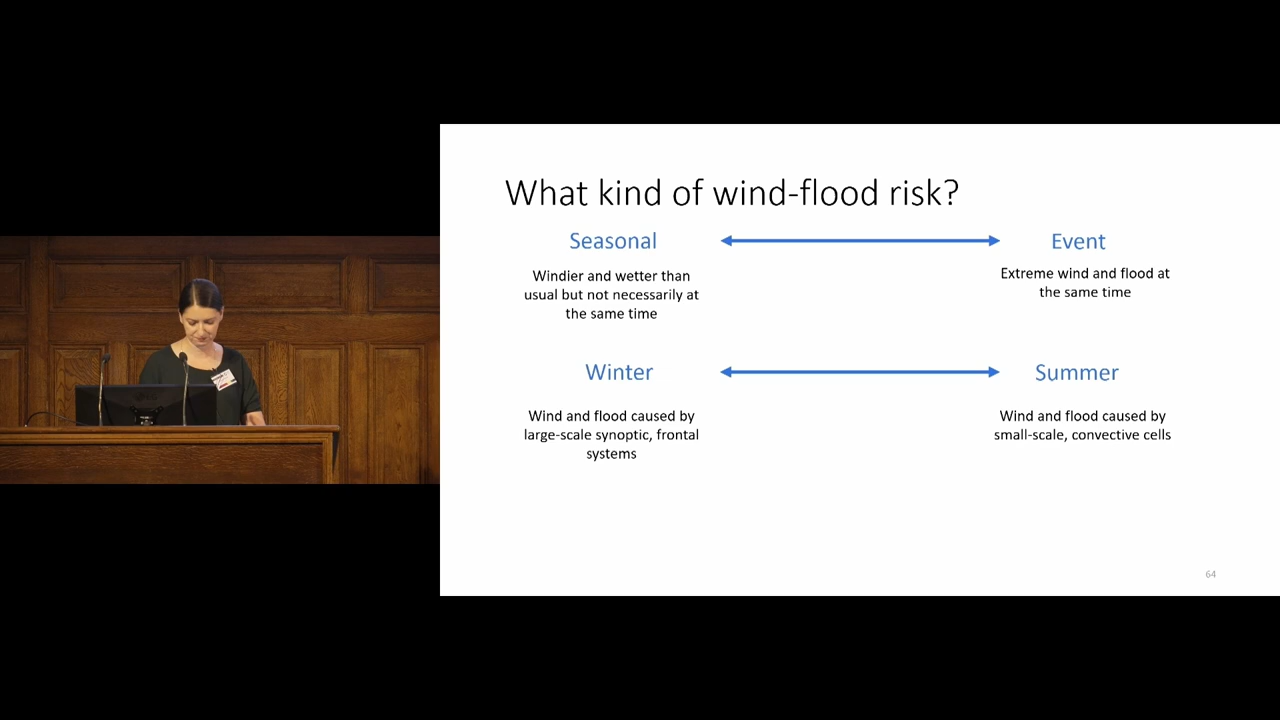 What kind of wind-flood risk?
Seasonal
Event
Windier and wetter than
usual but not necessarily at
the same time
Extreme wind and flood at
the same time
Winter
Summer
Wind and flood caused by
large-scale synoptic, frontal
systems
Wind and flood caused by
small-scale, convective cells
64